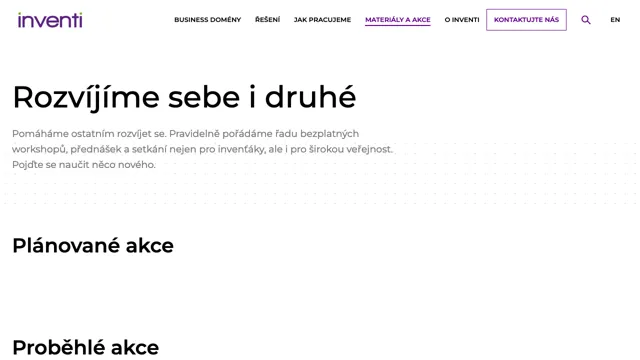 inventi
BUSINESS DOMÉNY
ŘEŠENÍ
JAK PRACUJEME
MATERIÁLY A AKCE
O INVENTI
KONTAKTUJTE NÁS
EN
Rozvíjíme sebe i druhé
Pomáháme ostatním rozvíjet se. Pravidelně pořádáme řadu bezplatných
workshopů, přednášek a setkání nejen pro invenťáky, ale i pro širokou veřejnost.
Pojďte se naučit něco nového.
Plánované akce
Proběhlé akce